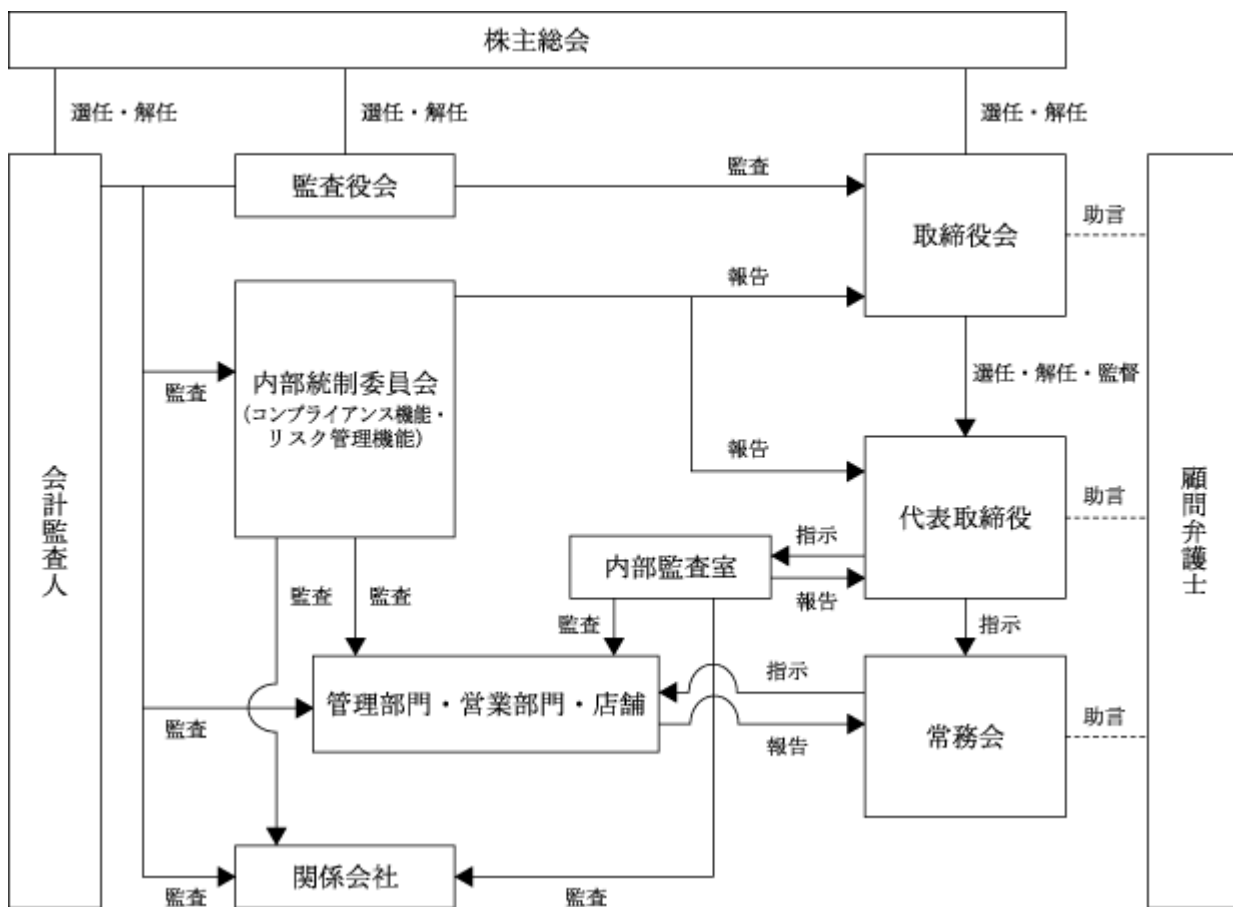 株主総会
選任・解任
選任・解任
選任・解任
監査役会
監査
取締役会
助言
報告
内部統制委員会
(コンプライアンス機能・
リスク管理機能)
監査
選任・解任・監督
会計監査人
顧問弁護士
報告
代表取締役
助言
指示
内部監査室
報告
監査
監査
監査
指示
管理部門・営業部門・店舗
指示
報告
監査
常務会
助言
関係会社
監査
監査